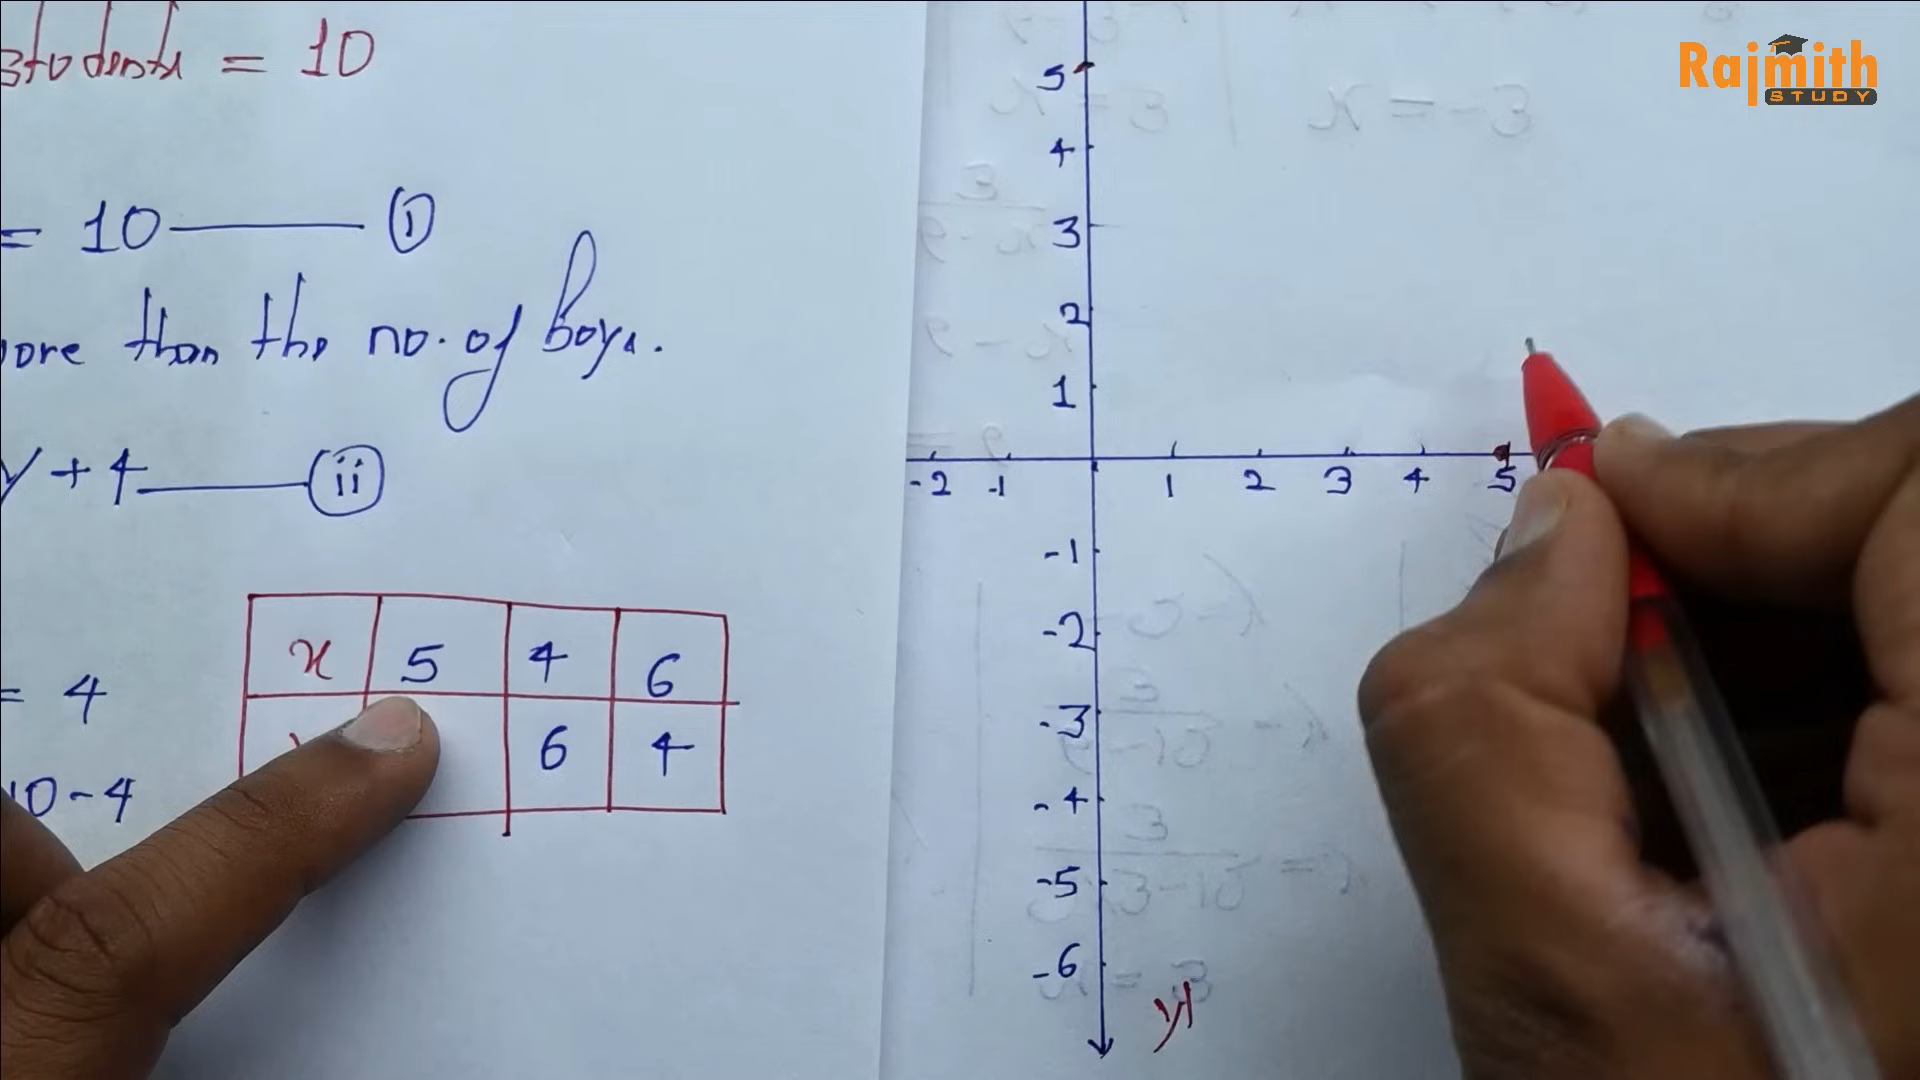 students = 10
= 10 (i)
more than the no. of boys.
y + 4 (ii)
= 4
10 - 4
x 5 4 6
6 4
5
4
3
2
1
-2 -1 1 2 3 4 5
-1
-2
-3
-4
-5
-6
y'
Rajmith
STUDY